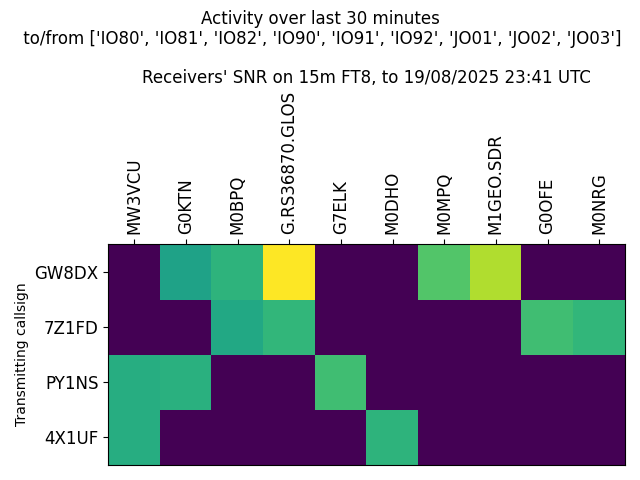 Activity over last 30 minutes
to/from ['IO80', 'IO81', 'IO82', 'IO90', 'IO91', 'IO92', 'JO01', 'JO02', 'JO03']
Receivers' SNR on 15m FT8, to 19/08/2025 23:41 UTC
MW3VCU
G0KTN
M0BPQ
G.RS36870.GLOS
G7ELK
M0DHO
M0MPQ
M1GEO.SDR
G0OFE
M0NRG
Transmitting callsign
GW8DX
7Z1FD
PY1NS
4X1UF